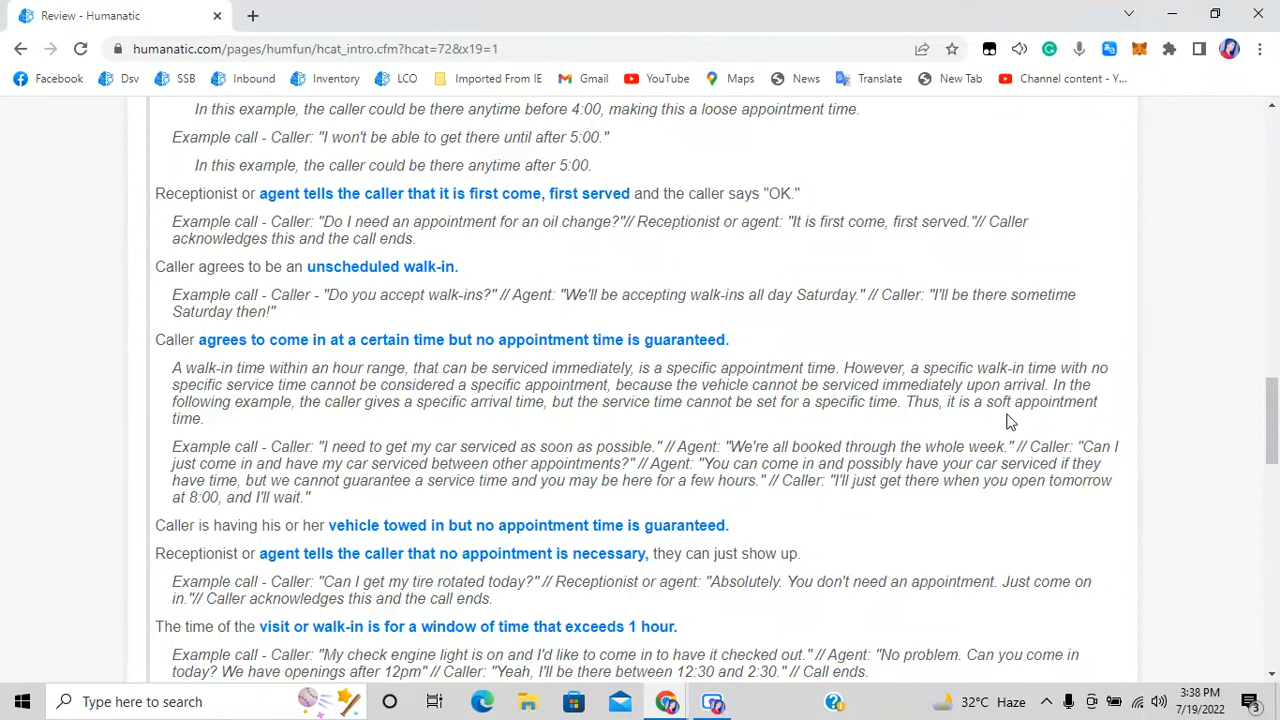 Review - Humanatic
humanatic.com/pages/humfun/hcat_intro.cfm?hcat=72&x19=1
Facebook Dsv SSB Inbound Inventory LCO Imported From IE Gmail YouTube Maps News Translate New Tab Channel content - Y...
In this example, the caller could be there anytime before 4:00, making this a loose appointment time.
Example call - Caller: "I won't be able to get there until after 5:00."
In this example, the caller could be there anytime after 5:00.
Receptionist or agent tells the caller that it is first come, first served and the caller says "OK."
Example call - Caller: "Do I need an appointment for an oil change?"// Receptionist or agent: "It is first come, first served."// Caller
acknowledges this and the call ends.
Caller agrees to be an unscheduled walk-in.
Example call - Caller - "Do you accept walk-ins?" // Agent: "We'll be accepting walk-ins all day Saturday." // Caller: "I'll be there sometime
Saturday then!"
Caller agrees to come in at a certain time but no appointment time is guaranteed.
A walk-in time within an hour range, that can be serviced immediately, is a specific appointment time. However, a specific walk-in time with no
specific service time cannot be considered a specific appointment, because the vehicle cannot be serviced immediately upon arrival. In the
following example, the caller gives a specific arrival time, but the service time cannot be set for a specific time. Thus, it is a soft appointment
time.
Example call - Caller: "I need to get my car serviced as soon as possible." // Agent: "We're all booked through the whole week." // Caller: "Can I
just come in and have my car serviced between other appointments?" // Agent: "You can come in and possibly have your car serviced if they
have time, but we cannot guarantee a service time and you may be here for a few hours." // Caller: "I'll just get there when you open tomorrow
at 8:00, and I'll wait."
Caller is having his or her vehicle towed in but no appointment time is guaranteed.
Receptionist or agent tells the caller that no appointment is necessary, they can just show up.
Example call - Caller: "Can I get my tire rotated today?" // Receptionist or agent: "Absolutely. You don't need an appointment. Just come on
in."// Caller acknowledges this and the call ends.
The time of the visit or walk-in is for a window of time that exceeds 1 hour.
Example call - Caller: "My check engine light is on and I'd like to come in to have it checked out." // Agent: "No problem. Can you come in
today? We have openings after 12pm" // Caller: "Yeah, I'll be there between 12:30 and 2:30." // Call ends.
Type here to search
32°C Haze
3:38 PM
7/19/2022
3